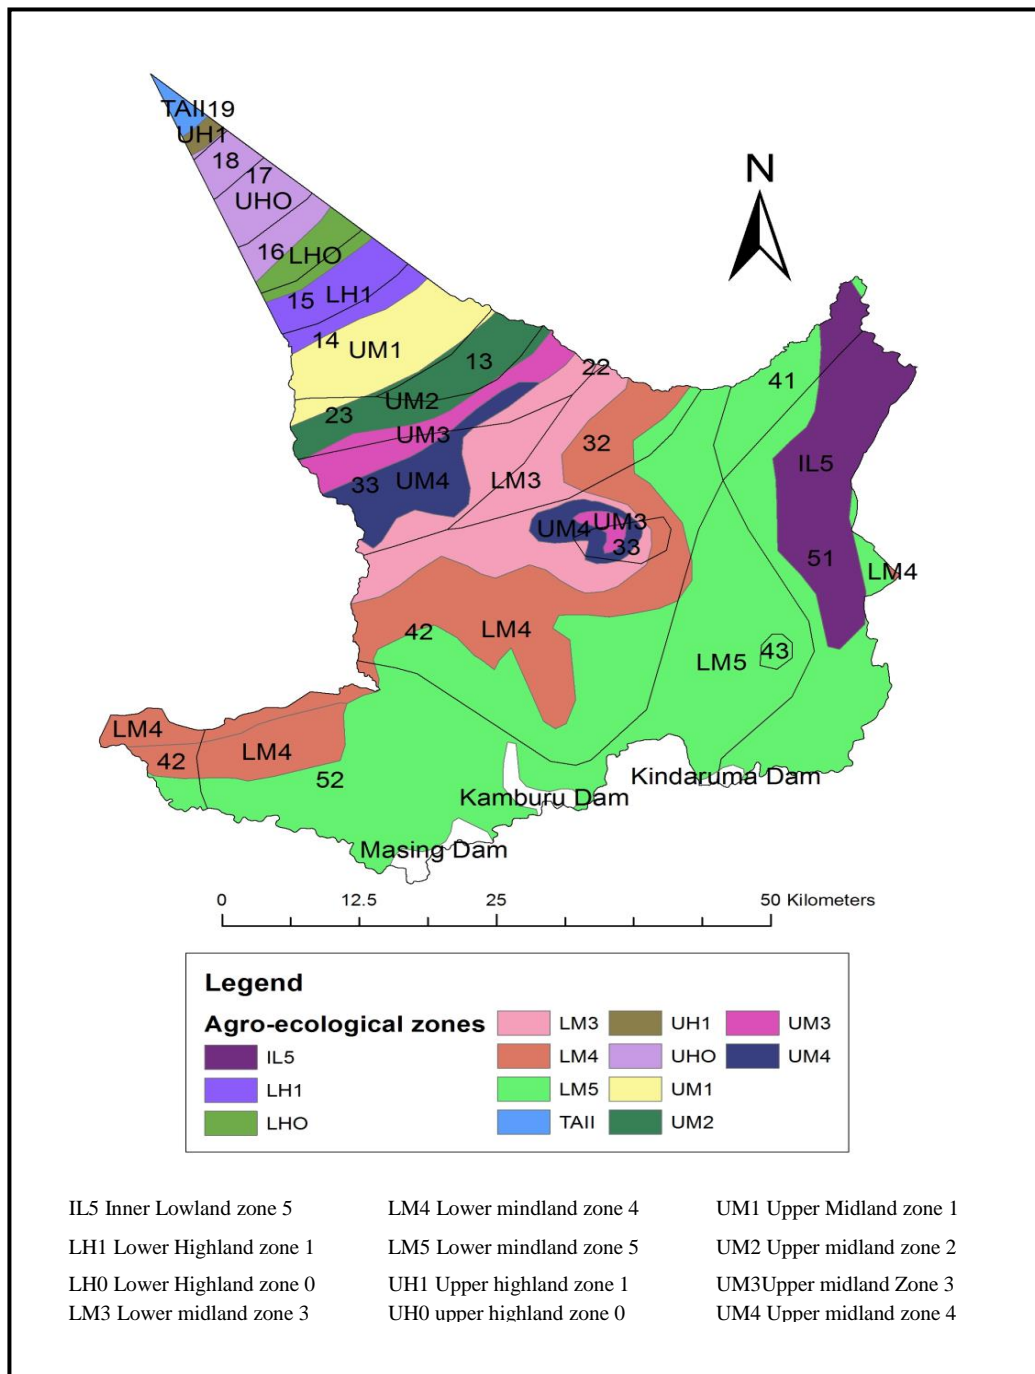 TAII19
UH1
18
17
UHO
16
LHO
15
LH1
14
UM1
13
23
UM2
UM3
33
UM4
22
32
LM3
UM4
UM3
33
N
41
IL5
51
LM4
42
LM4
LM5
43
LM4
42
LM4
52
Kindaruma Dam
Kamburu Dam
Masing Dam
0 12.5 25 50 Kilometers
Legend
Agro-ecological zones
IL5
LH1
LHO
LM3
LM4
LM5
TAII
UH1
UHO
UM1
UM2
UM3
UM4
IL5 Inner Lowland zone 5
LH1 Lower Highland zone 1
LH0 Lower Highland zone 0
LM3 Lower midland zone 3
LM4 Lower mindland zone 4
LM5 Lower mindland zone 5
UH1 Upper highland zone 1
UH0 upper highland zone 0
UM1 Upper Midland zone 1
UM2 Upper midland zone 2
UM3Upper midland Zone 3
UM4 Upper midland zone 4